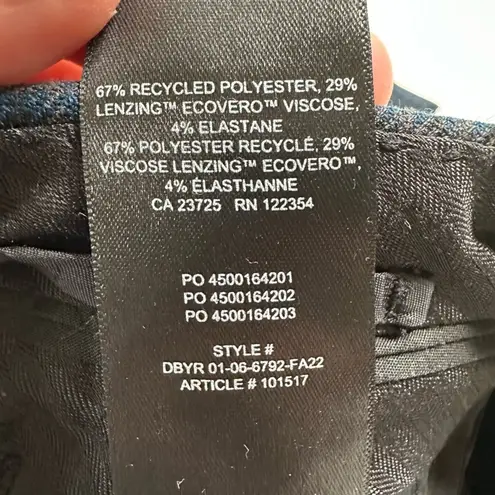 67% RECYCLED POLYESTER, 29%
LENZING™ ECOVERO™ VISCOSE,
4% ELASTANE
67% POLYESTER RECYCLÉ, 29%
VISCOSE LENZING™ ECOVERO™,
4% ÉLASTHANNE
CA 23725 RN 122354
PO 4500164201
PO 4500164202
PO 4500164203
STYLE #
DBYR 01-06-6792-FA22
ARTICLE # 101517